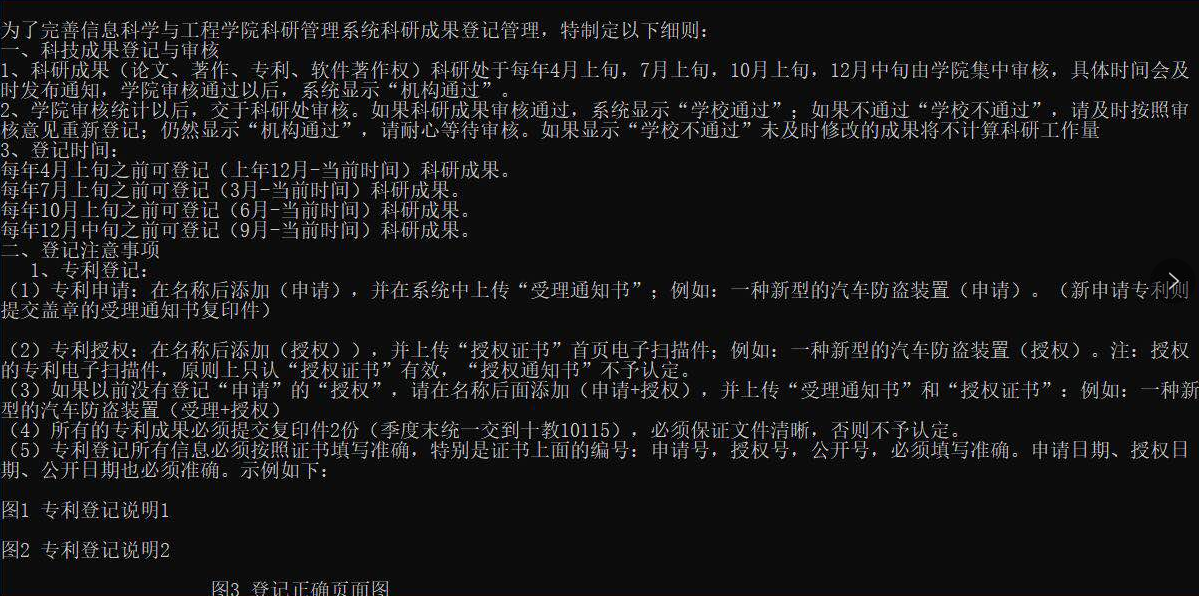 为了完善信息科学与工程学院科研管理系统科研成果登记管理，特制定以下细则：
一、科技成果登记与审核
1、科研成果（论文、著作、专利、软件著作权）科研处于每年4月上旬，7月上旬，10月上旬，12月中旬由学院集中审核，具体时间会及
时发布通知，学院审核通过以后，系统显示“机构通过”。
2、学院审核统计以后，交于科研处审核。如果科研成果审核通过，系统显示“学校通过”；如果不通过“学校不通过”，请及时按照审
核意见重新登记；仍然显示“机构通过”，请耐心等待审核。如果显示“学校不通过”未及时修改的成果将不计算科研工作量
3、登记时间：
每年4月上旬之前可登记（上年12月-当前时间）科研成果。
每年7月上旬之前可登记（3月-当前时间）科研成果。
每年10月上旬之前可登记（6月-当前时间）科研成果。
每年12月中旬之前可登记（9月-当前时间）科研成果。
二、登记注意事项
1、专利登记：
（1）专利申请：在名称后添加（申请），并在系统中上传“受理通知书”；例如：一种新型的汽车防盗装置（申请）。（新申请专利则
提交盖章的受理通知书复印件）
（2）专利授权：在名称后添加（授权）），并上传“授权证书”首页电子扫描件；例如：一种新型的汽车防盗装置（授权）。注：授权
的专利电子扫描件，原则上只认“授权证书”有效，“授权通知书”不予认定。
（3）如果以前没有登记“申请”的“授权”，请在名称后面添加（申请+授权），并上传“受理通知书”和“授权证书”：例如：一种新
型的汽车防盗装置（受理+授权）
（4）所有的专利成果必须提交复印件2份（季度末统一交到十教10115），必须保证文件清晰，否则不予认定。
（5）专利登记所有信息必须按照证书填写准确，特别是证书上面的编号：申请号，授权号，公开号，必须填写准确。申请日期、授权日
期、公开日期也必须准确。示例如下：
图1 专利登记说明1
图2 专利登记说明2
图3 登记正确页面图